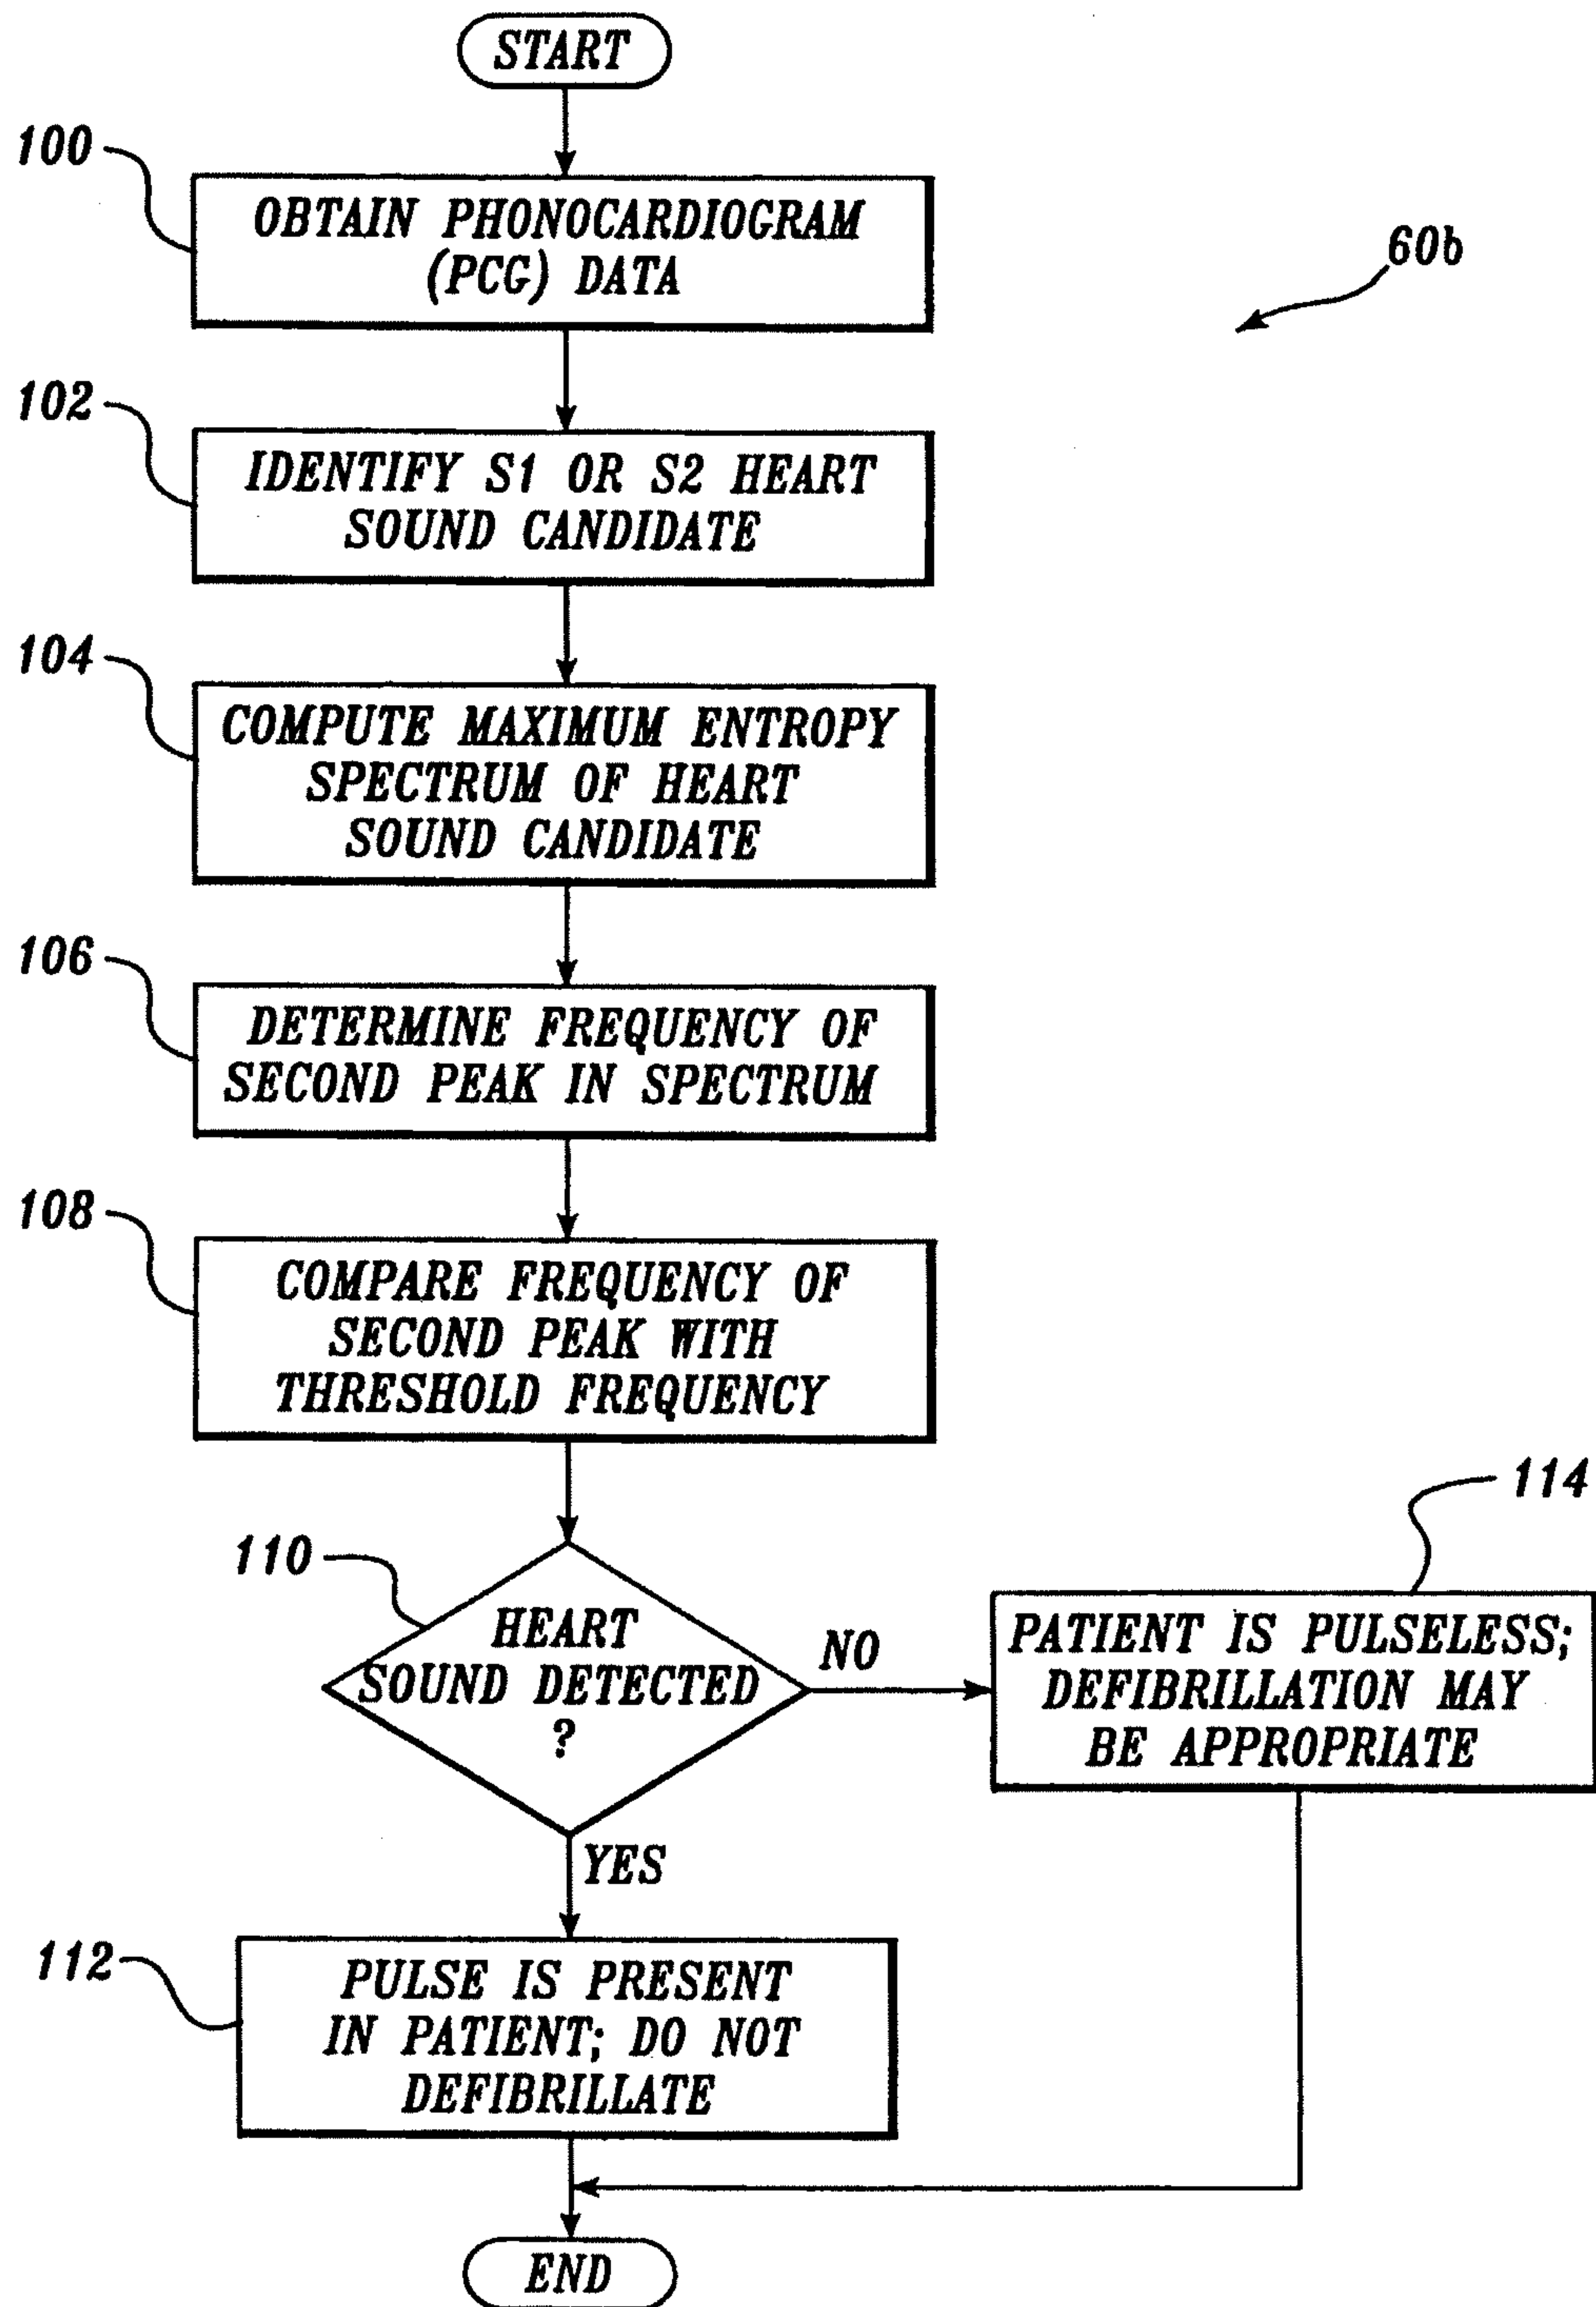 START
100
OBTAIN PHONOCARDIOGRAM
(PCG) DATA
60b
102
IDENTIFY S1 OR S2 HEART
SOUND CANDIDATE
104
COMPUTE MAXIMUM ENTROPY
SPECTRUM OF HEART
SOUND CANDIDATE
106
DETERMINE FREQUENCY OF
SECOND PEAK IN SPECTRUM
108
COMPARE FREQUENCY OF
SECOND PEAK WITH
THRESHOLD FREQUENCY
110
HEART
SOUND DETECTED
?
NO
114
PATIENT IS PULSELESS;
DEFIBRILLATION MAY
BE APPROPRIATE
YES
112
PULSE IS PRESENT
IN PATIENT; DO NOT
DEFIBRILLATE
END